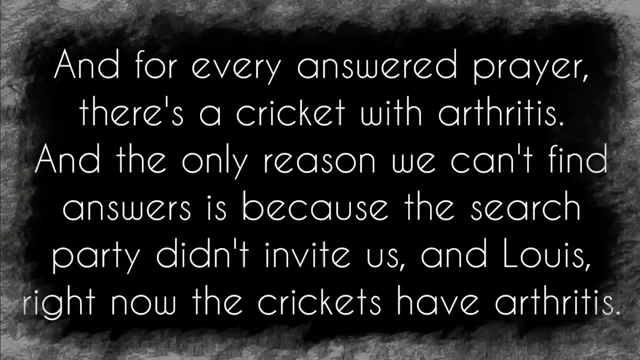 And for every answered prayer,
there's a cricket with arthritis.
And the only reason we can't find
answers is because the search
party didn't invite us, and Louis,
right now the crickets have arthritis.